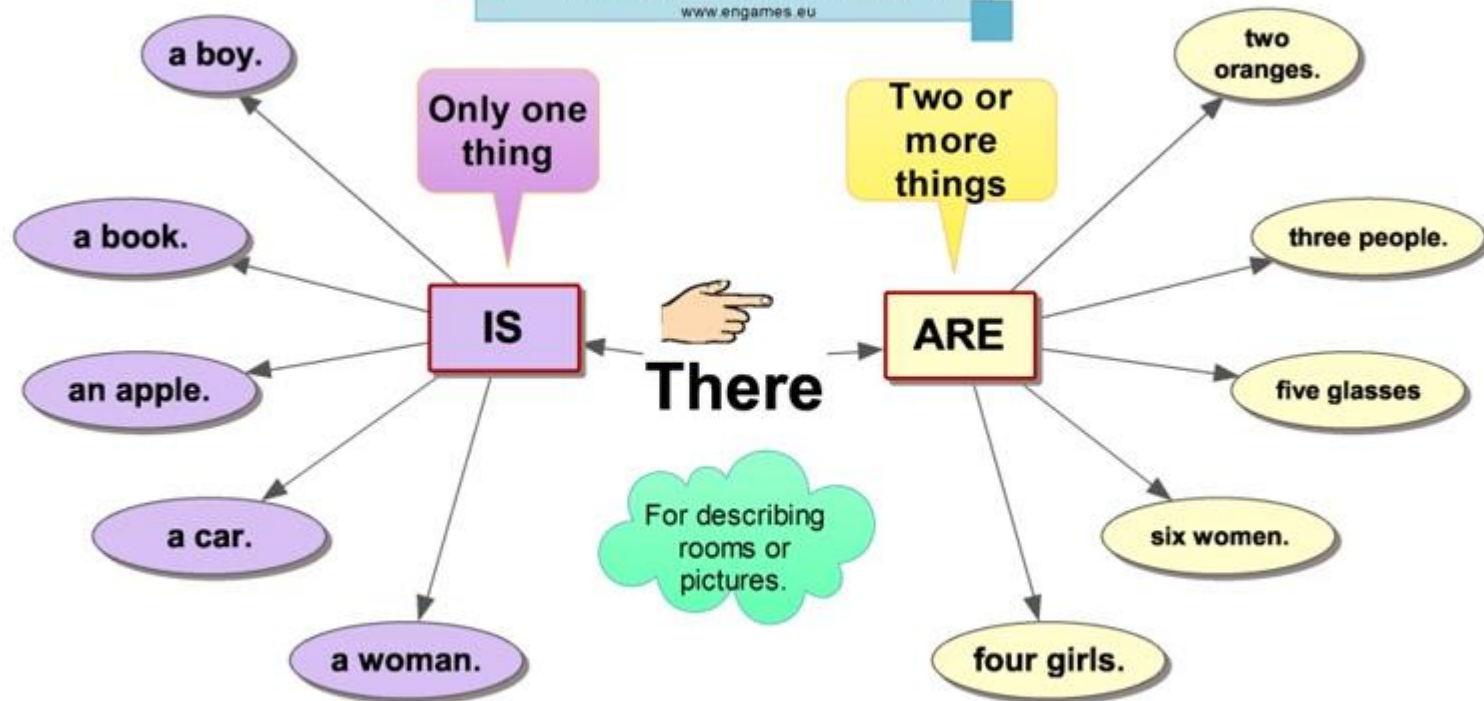 www.engames.eu
a boy.
Only one
thing
Two or
more
things
two
oranges.
a book.
three people.
IS
ARE
There
an apple.
five glasses
For describing
rooms or
pictures.
a car.
six women.
a woman.
four girls.